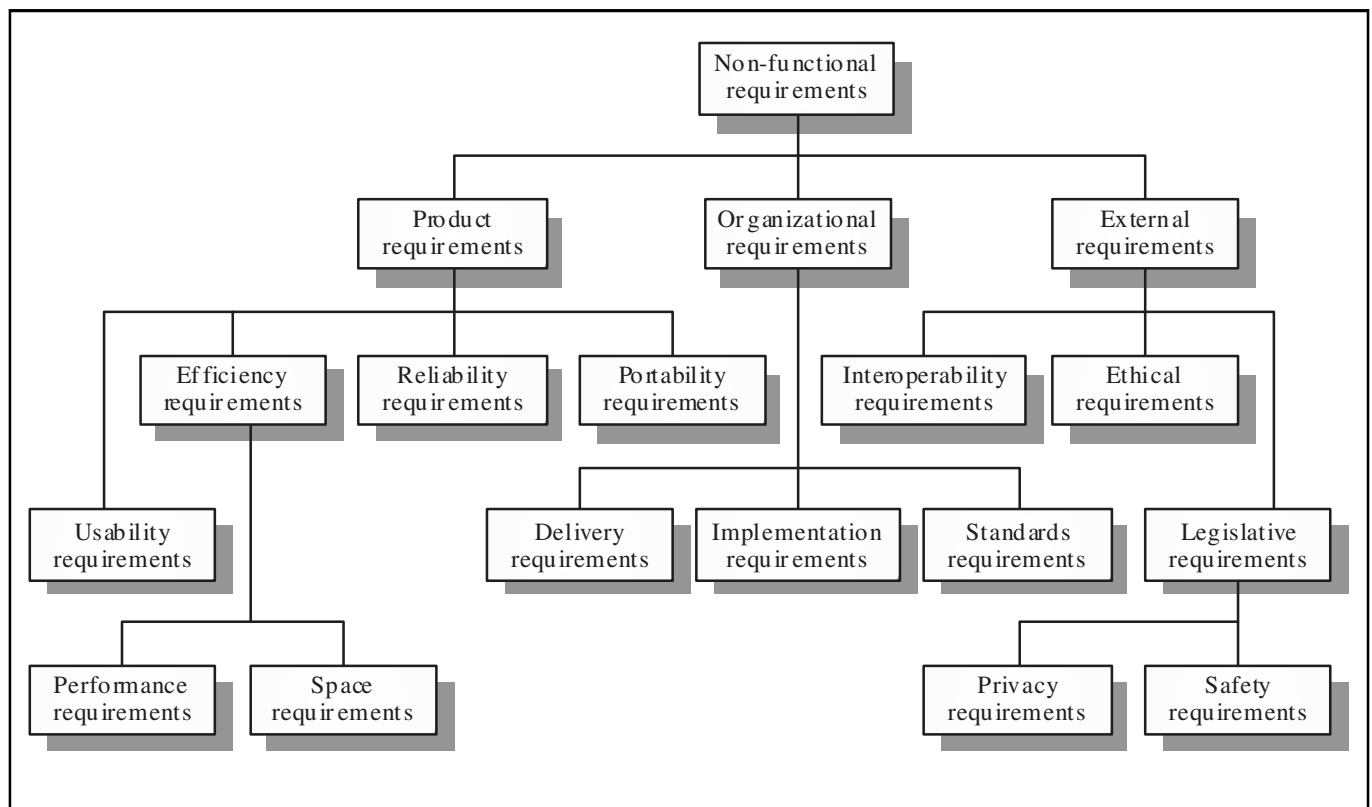 Non-functional
requirements
Product
requirements
Organizational
requirements
External
requirements
Efficiency
requirements
Reliability
requirements
Portability
requirements
Interoperability
requirements
Ethical
requirements
Usability
requirements
Delivery
requirements
Implementation
requirements
Standards
requirements
Legislative
requirements
Performance
requirements
Space
requirements
Privacy
requirements
Safety
requirements